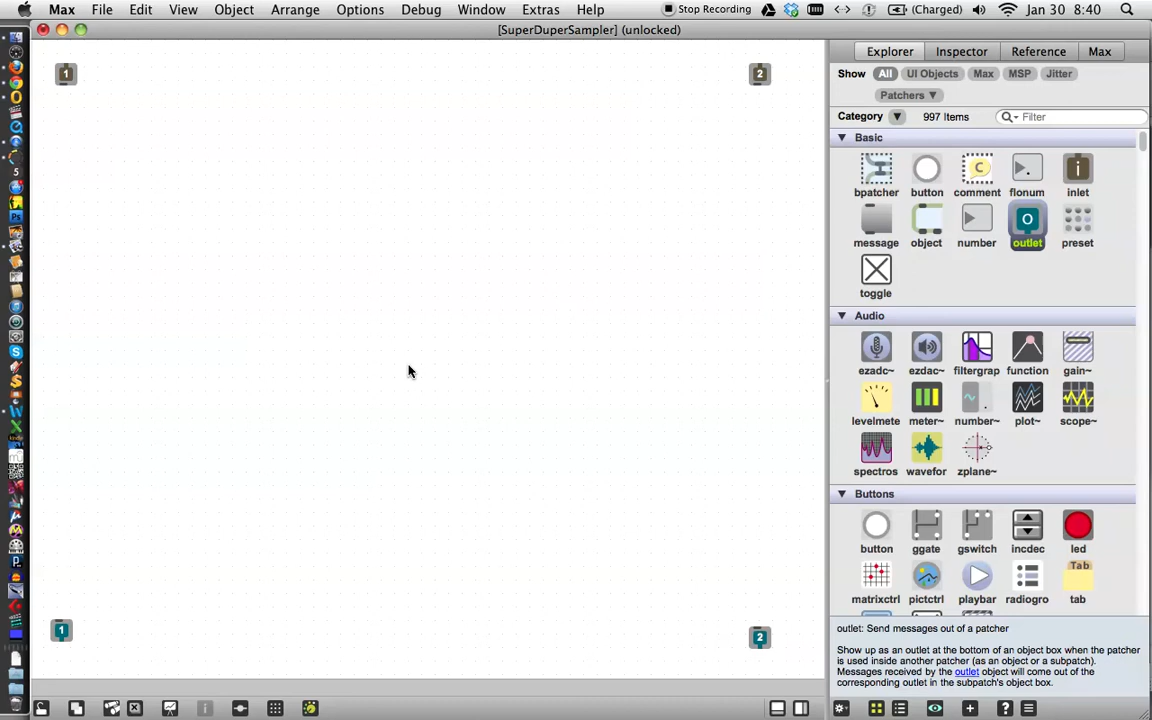 Max File Edit View Object Arrange Options Debug Window Extras Help Stop Recording (Charged) Jan 30 8:40
[SuperDuperSampler] (unlocked)
1
2
1
2
Explorer Inspector Reference Max
Show All UI Objects Max MSP Jitter
Patchers ▼
Category ▼ 997 Items Filter
Basic
bpatcher button comment flonum inlet
message object number outlet preset
toggle
Audio
ezadc~ ezdac~ filtergrap function gain~
levelmete meter~ number~ plot~ scope~
spectros wavefor zplane~
Buttons
button ggate gswitch incdec led
Tab
matrixctrl pictctrl playbar radiogro tab
outlet: Send messages out of a patcher
Show up as an outlet at the bottom of an object box when the patcher
is used inside another patcher (as an object or a subpatch).
Messages received by the outlet object will come out of the
corresponding outlet in the subpatch's object box.